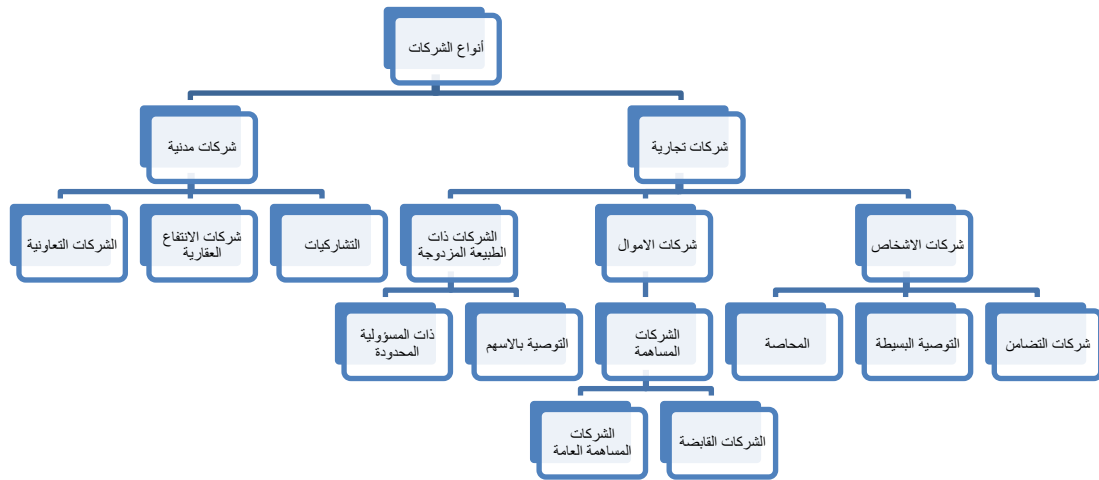 أنواع الشركات
شركات تجارية
شركات مدنية
شركات الاشخاص
شركات الاموال
الشركات ذات
الطبيعة المزدوجة
التشاركيات
شركات الانتفاع
العقارية
الشركات التعاونية
شركات التضامن
التوصية البسيطة
المحاصة
الشركات
المساهمة
التوصية بالاسهم
ذات المسؤولية
المحدودة
الشركات القابضة
الشركات
المساهمة العامة